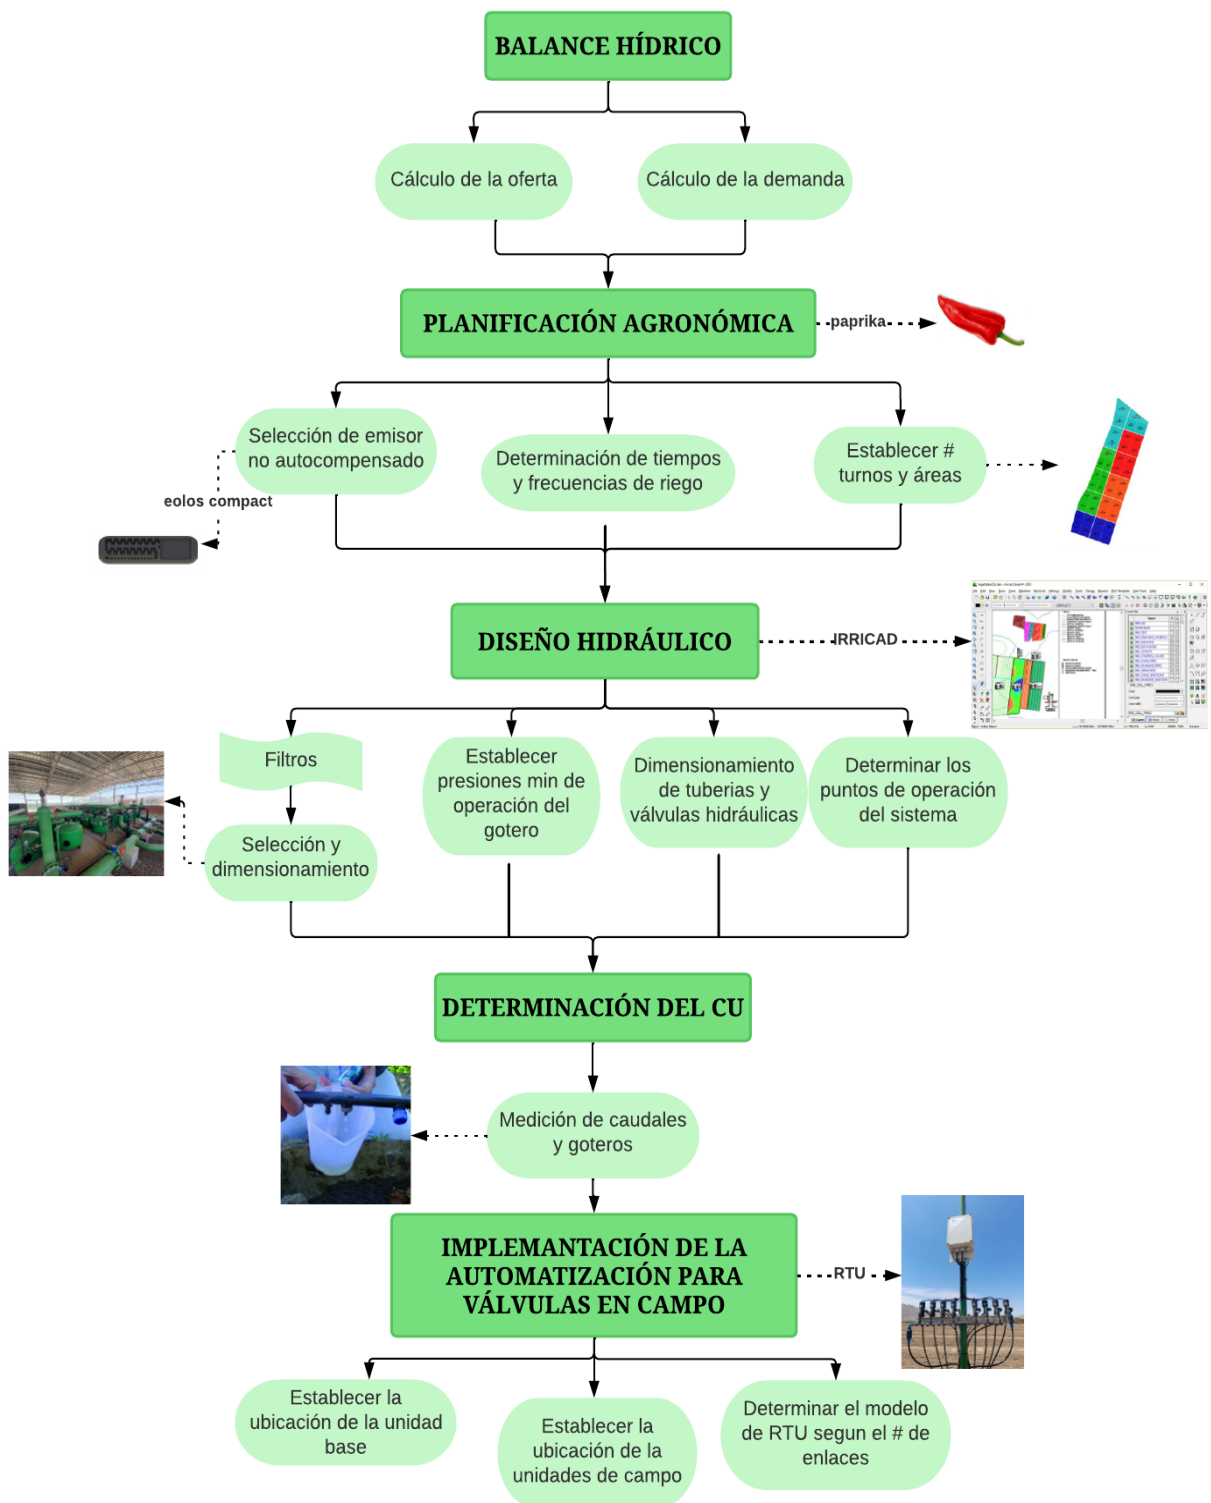 BALANCE HÍDRICO
Cálculo de la oferta
Cálculo de la demanda
PLANIFICACIÓN AGRONÓMICA
paprika
Selección de emisor
no autocompensado
Determinación de tiempos
y frecuencias de riego
Establecer #
turnos y áreas
eolos compact
DISEÑO HIDRÁULICO
IRRICAD
Filtros
Selección y
dimensionamiento
Establecer
presiones min de
operación del
gotero
Dimensionamiento
de tuberias y
válvulas hidráulicas
Determinar los
puntos de operación
del sistema
DETERMINACIÓN DEL CU
Medición de caudales
y goteros
IMPLEMANTACIÓN DE LA
AUTOMATIZACIÓN PARA
VÁLVULAS EN CAMPO
RTU
Establecer la
ubicación de la unidad
base
Establecer la
ubicación de la
unidades de campo
Determinar el modelo
de RTU segun el # de
enlaces